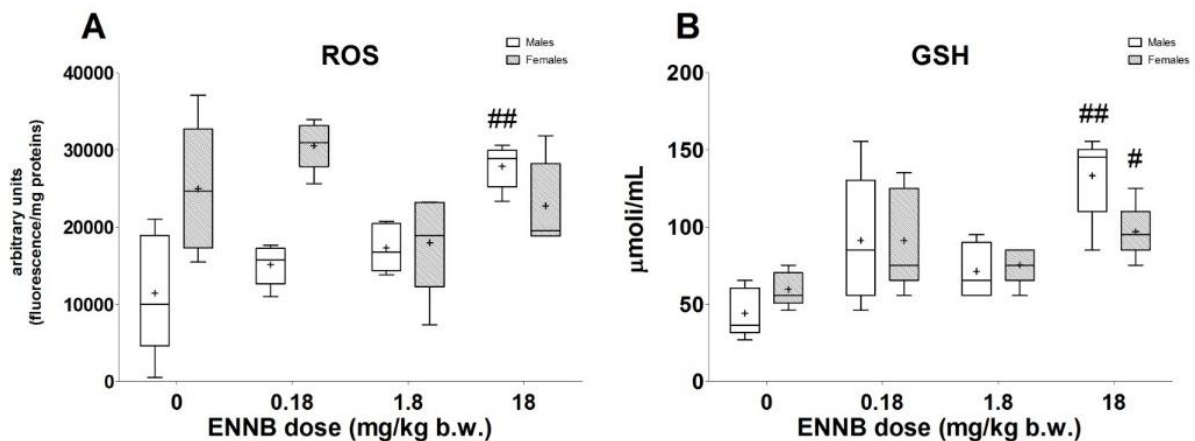 A
ROS
Males
Females
40000
30000
20000
10000
0
arbitrary units
(fluorescence/mg proteins)
##
0 0.18 1.8 18
ENNB dose (mg/kg b.w.)
B
GSH
Males
Females
200
150
100
50
0
μmoli/mL
##
#
0 0.18 1.8 18
ENNB dose (mg/kg b.w.)